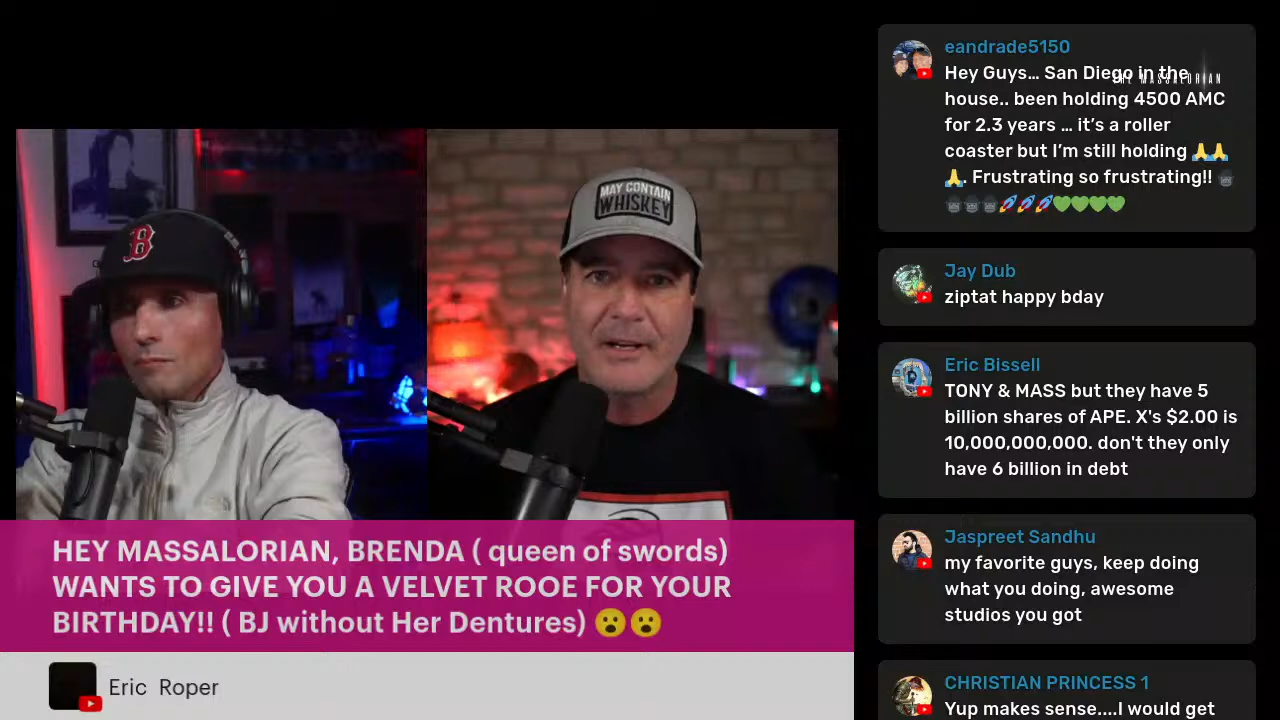 eandrade5150
Hey Guys… San Diego in the
house.. been holding 4500 AMC
for 2.3 years … it’s a roller
coaster but I’m still holding 🙏🙏
🙏. Frustrating so frustrating!! 🦍
🦍🦍🦍🚀🚀🚀💚💚💚💚
THE MASSALORIAN
Jay Dub
ziptat happy bday
Eric Bissell
TONY & MASS but they have 5
billion shares of APE. X's $2.00 is
10,000,000,000. don't they only
have 6 billion in debt
Jaspreet Sandhu
my favorite guys, keep doing
what you doing, awesome
studios you got
CHRISTIAN PRINCESS 1
Yup makes sense....I would get
B
MAY CONTAIN
WHISKEY
HEY MASSALORIAN, BRENDA ( queen of swords)
WANTS TO GIVE YOU A VELVET ROOE FOR YOUR
BIRTHDAY!! ( BJ without Her Dentures) 😮😮
Eric Roper